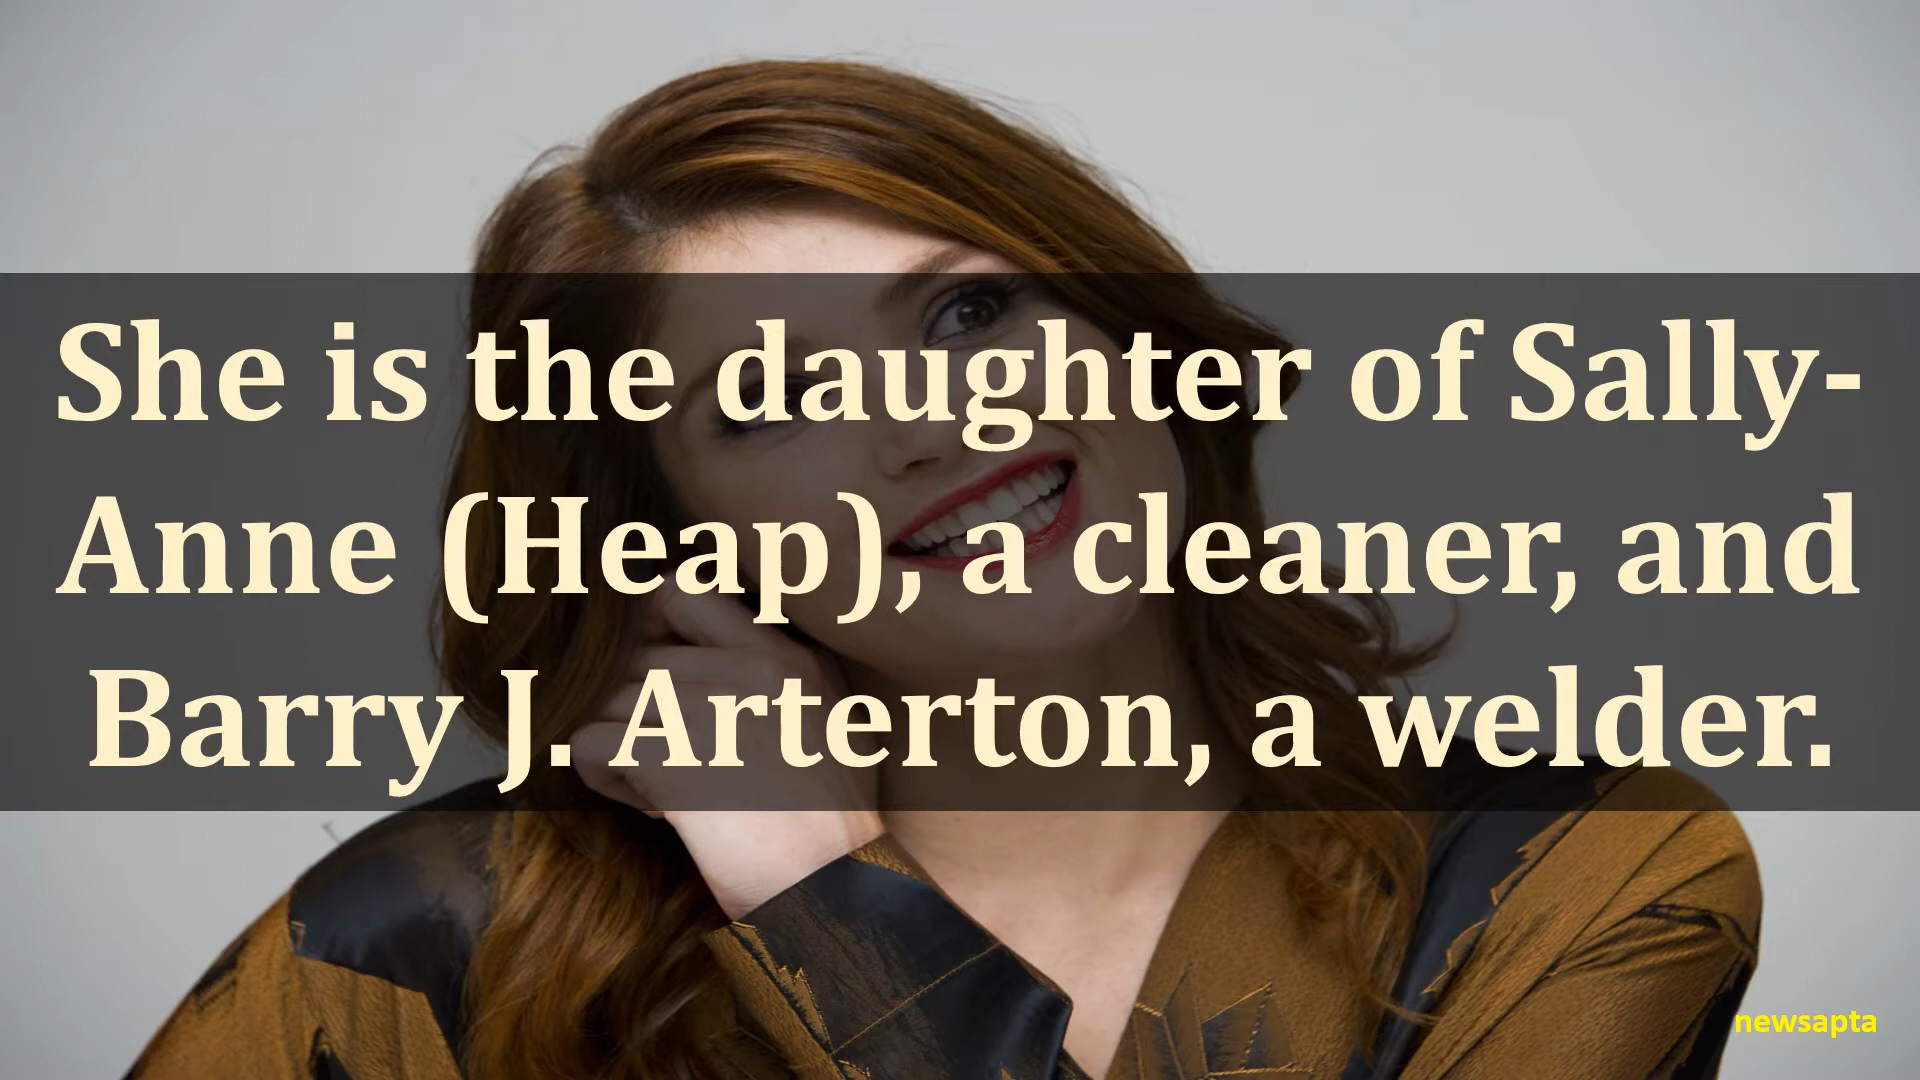 She is the daughter of Sally-
Anne (Heap), a cleaner, and
Barry J. Arterton, a welder.
newsapta